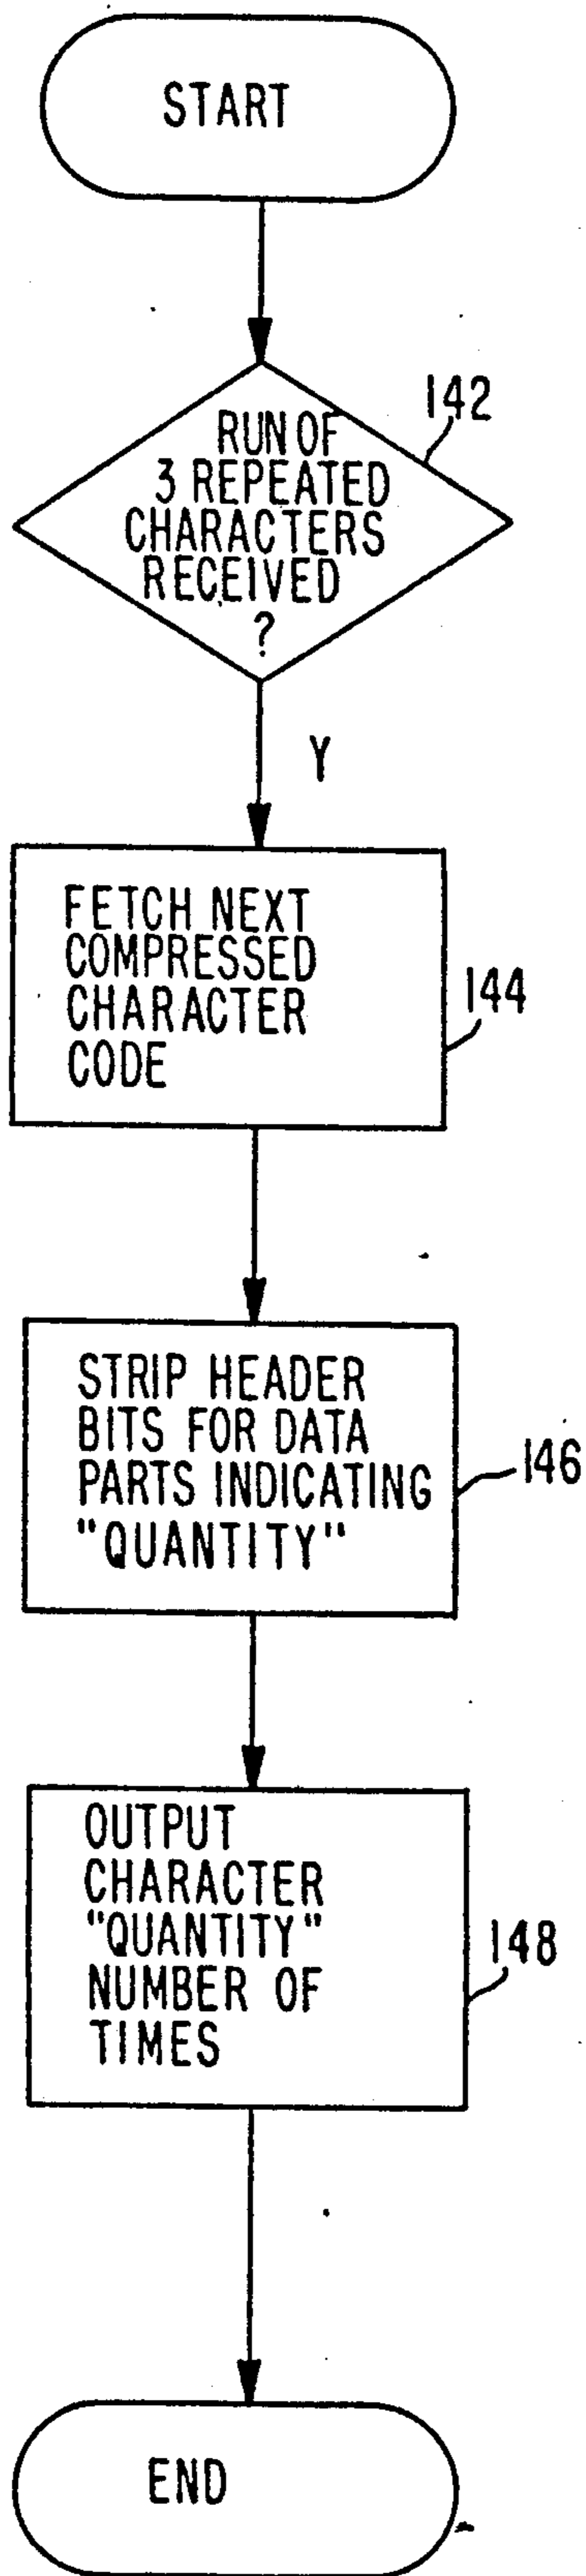 START
142
RUN OF
3 REPEATED
CHARACTERS
RECEIVED
?
Y
FETCH NEXT
COMPRESSED
CHARACTER
CODE
144
STRIP HEADER
BITS FOR DATA
PARTS INDICATING
"QUANTITY"
146
OUTPUT
CHARACTER
"QUANTITY"
NUMBER OF
TIMES
148
END